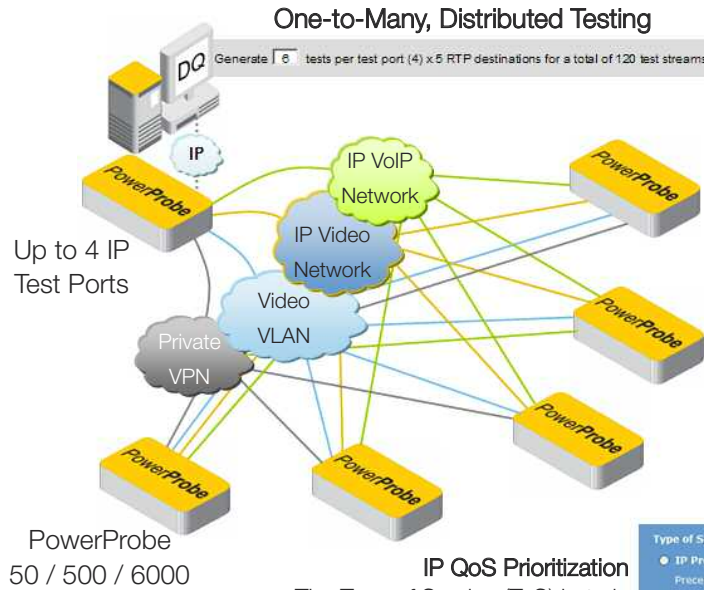 One-to-Many, Distributed Testing
DQ
Generate 6 tests per test port (4) x 5 RTP destinations for a total of 120 test streams
IP
PowerProbe
IP VoIP
Network
PowerProbe
IP Video
Network
Up to 4 IP
Test Ports
Video
VLAN
PowerProbe
Private
VPN
PowerProbe
PowerProbe
PowerProbe
PowerProbe
50 / 500 / 6000
IP QoS Prioritization
Type of S
IP Pr
Prece